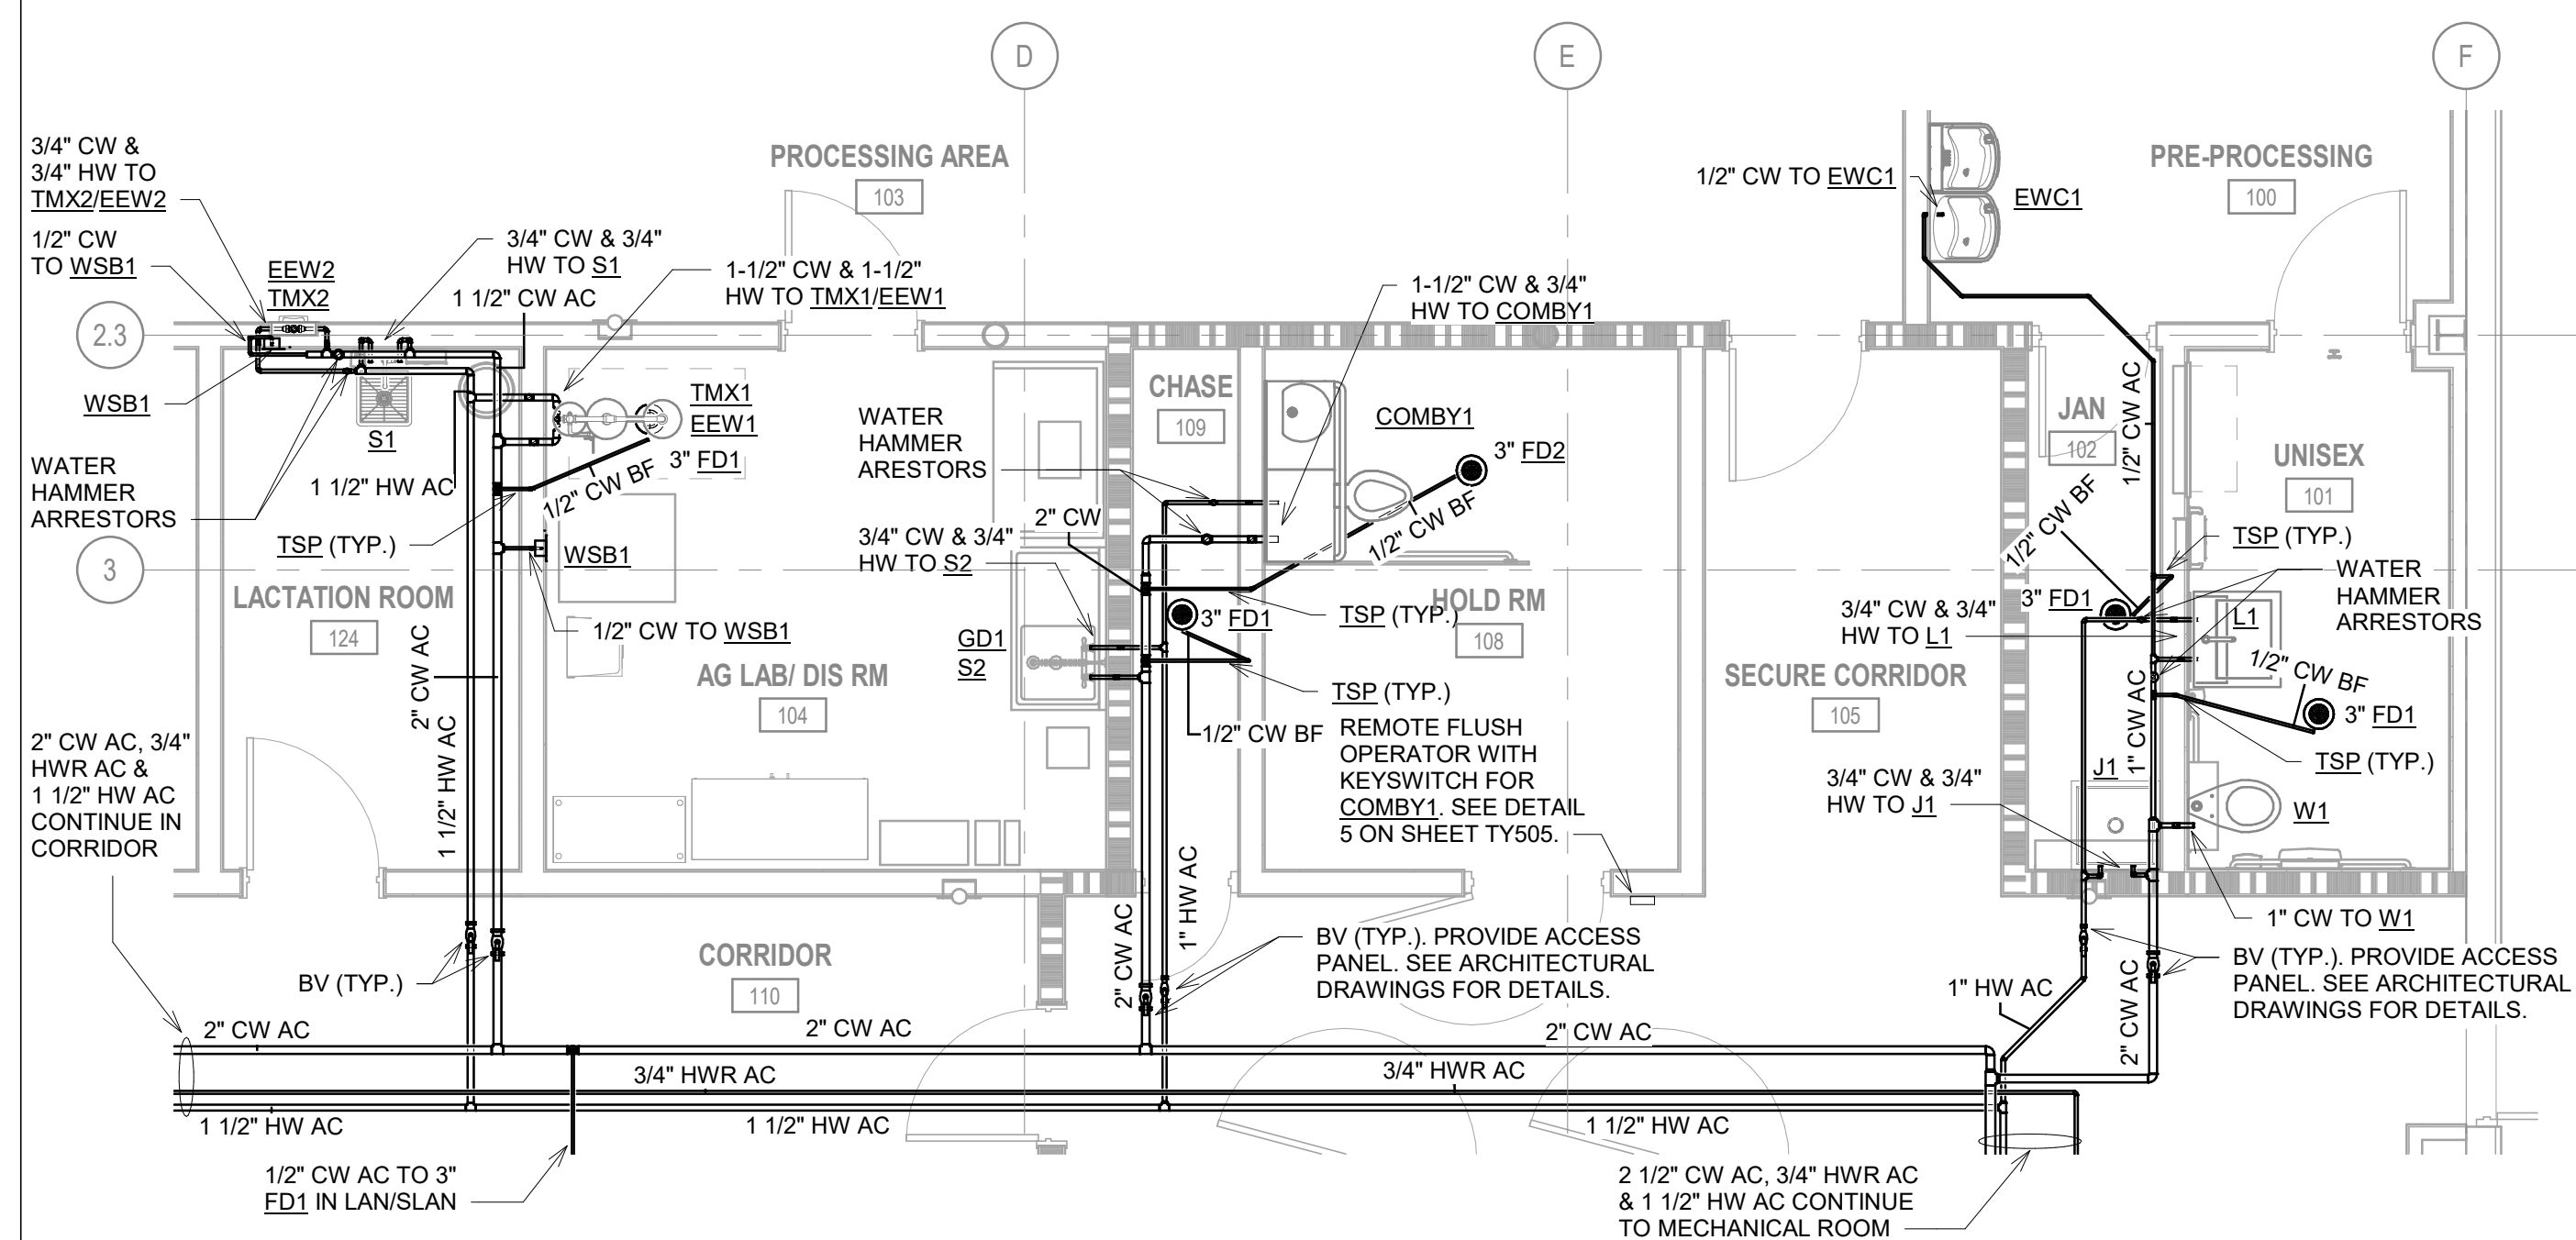 D
E
F
3/4" CW &
3/4" HW TO
TMX2/EEW2
1/2" CW
TO WSB1
EEW2
TMX2
3/4" CW & 3/4"
HW TO S1
1 1/2" CW AC
PROCESSING AREA
103
1-1/2" CW & 1-1/2"
HW TO TMX1/EEW1
1-1/2" CW & 3/4"
HW TO COMBY1
1/2" CW TO EWC1
EWC1
PRE-PROCESSING
100
2.3
WSB1
S1
WATER
HAMMER
ARRESTORS
1 1/2" HW AC
TSP (TYP.)
TMX1
EEW1
3" FD1
1/2" CW BF
WSB1
1/2" CW TO WSB1
3
LACTATION ROOM
124
2" CW AC
1 1/2" HW AC
AG LAB/ DIS RM
104
WATER
HAMMER
ARESTORS
2" CW
3/4" CW & 3/4"
HW TO S2
GD1
S2
CHASE
109
COMBY1
3" FD2
1/2" CW BF
TSP (TYP.)
3" FD1
HOLD RM
108
TSP (TYP.)
1/2" CW BF
REMOTE FLUSH
OPERATOR WITH
KEYSWITCH FOR
COMBY1. SEE DETAIL
5 ON SHEET TY505.
SECURE CORRIDOR
105
JAN
102
1/2" CW AC
UNISEX
101
1/2" CW BF
TSP (TYP.)
WATER
HAMMER
ARRESTORS
3" FD1
3/4" CW & 3/4"
HW TO L1
L1
1/2" CW BF
3" FD1
TSP (TYP.)
1" CW AC
J1
3/4" CW & 3/4"
HW TO J1
W1
1" CW TO W1
2" CW AC, 3/4"
HWR AC &
1 1/2" HW AC
CONTINUE IN
CORRIDOR
BV (TYP.)
CORRIDOR
110
2" CW AC
1" HW AC
BV (TYP.). PROVIDE ACCESS
PANEL. SEE ARCHITECTURAL
DRAWINGS FOR DETAILS.
1" HW AC
2" CW AC
BV (TYP.). PROVIDE ACCESS
PANEL. SEE ARCHITECTURAL
DRAWINGS FOR DETAILS.
2" CW AC
2" CW AC
2" CW AC
3/4" HWR AC
3/4" HWR AC
1 1/2" HW AC
1 1/2" HW AC
1 1/2" HW AC
1/2" CW AC TO 3"
FD1 IN LAN/SLAN
2 1/2" CW AC, 3/4" HWR AC
& 1 1/2" HW AC CONTINUE
TO MECHANICAL ROOM